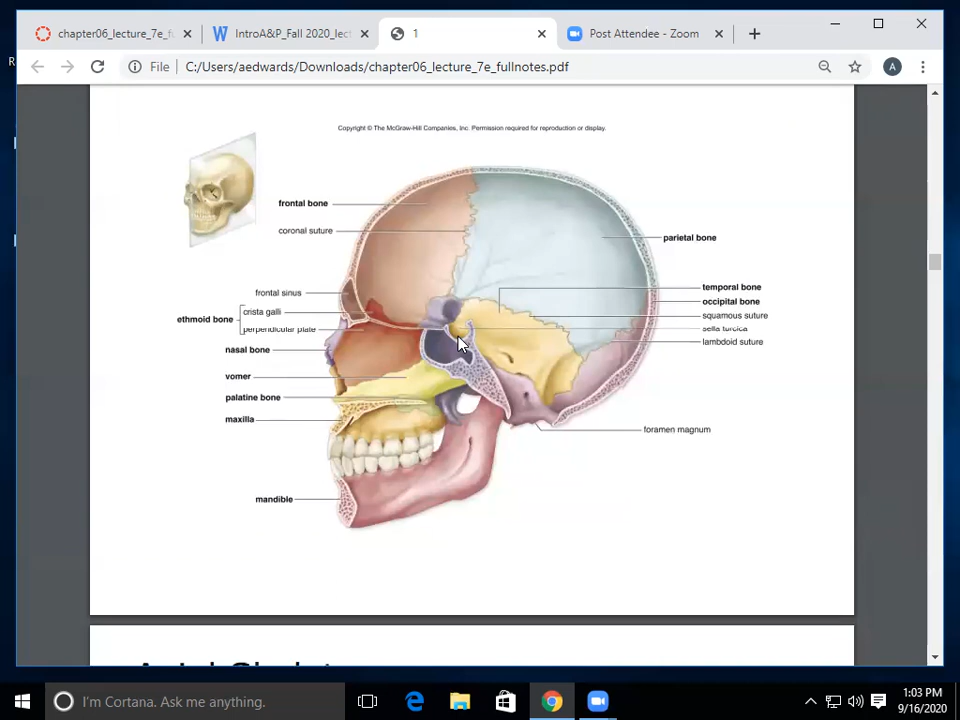 chapter06_lecture_7e_fu
IntroA&P_Fall 2020_lect
1
Post Attendee - Zoom
File
C:/Users/aedwards/Downloads/chapter06_lecture_7e_fullnotes.pdf
A
R
Copyright © The McGraw-Hill Companies, Inc. Permission required for reproduction or display.
frontal bone
coronal suture
parietal bone
frontal sinus
temporal bone
occipital bone
crista galli
squamous suture
ethmoid bone
perpendicular plate
sella turcica
lambdoid suture
nasal bone
vomer
palatine bone
maxilla
foramen magnum
mandible
I'm Cortana. Ask me anything.
1:03 PM
9/16/2020